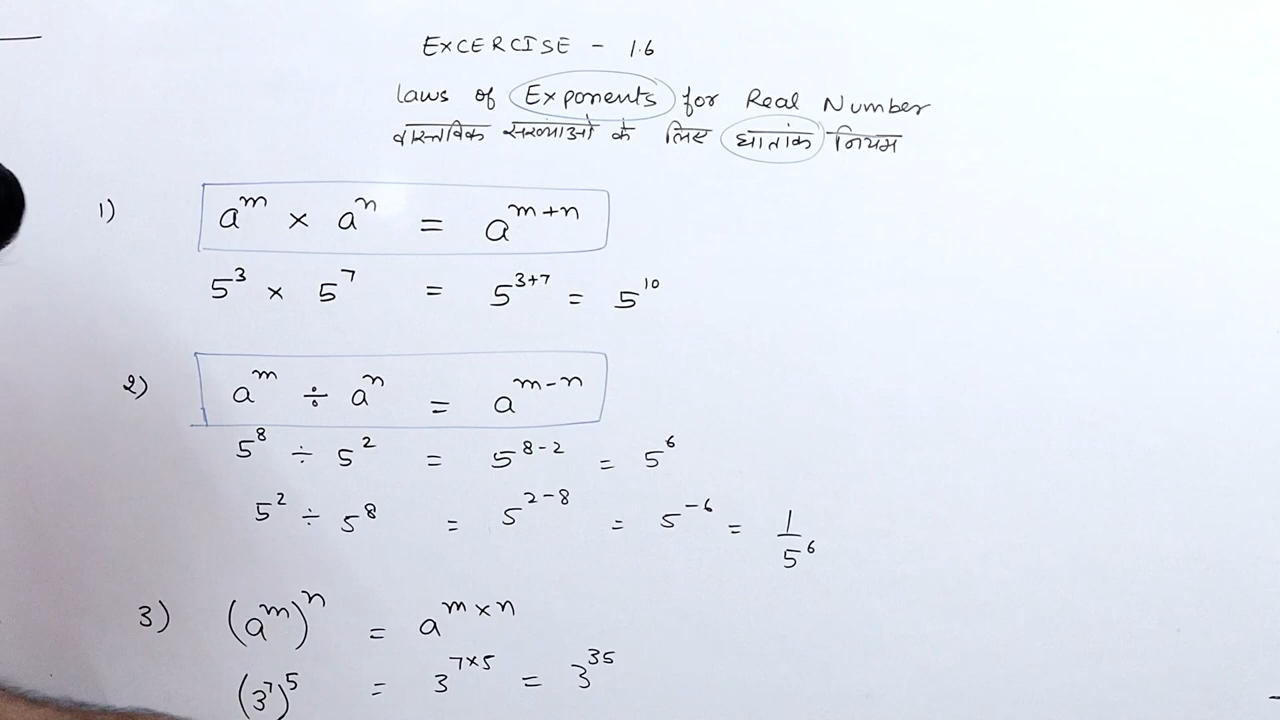 EXCERCISE - 1.6
Laws of Exponents for Real Number
वास्तविक संख्याओं के लिए घातांक नियम
1) a^m × a^n = a^{m+n}
5^3 × 5^7 = 5^{3+7} = 5^{10}
2) a^m ÷ a^n = a^{m-n}
5^8 ÷ 5^2 = 5^{8-2} = 5^6
5^2 ÷ 5^8 = 5^{2-8} = 5^{-6} = 1/5^6
3) (a^m)^n = a^{m×n}
(3^7)^5 = 3^{7×5} = 3^{35}